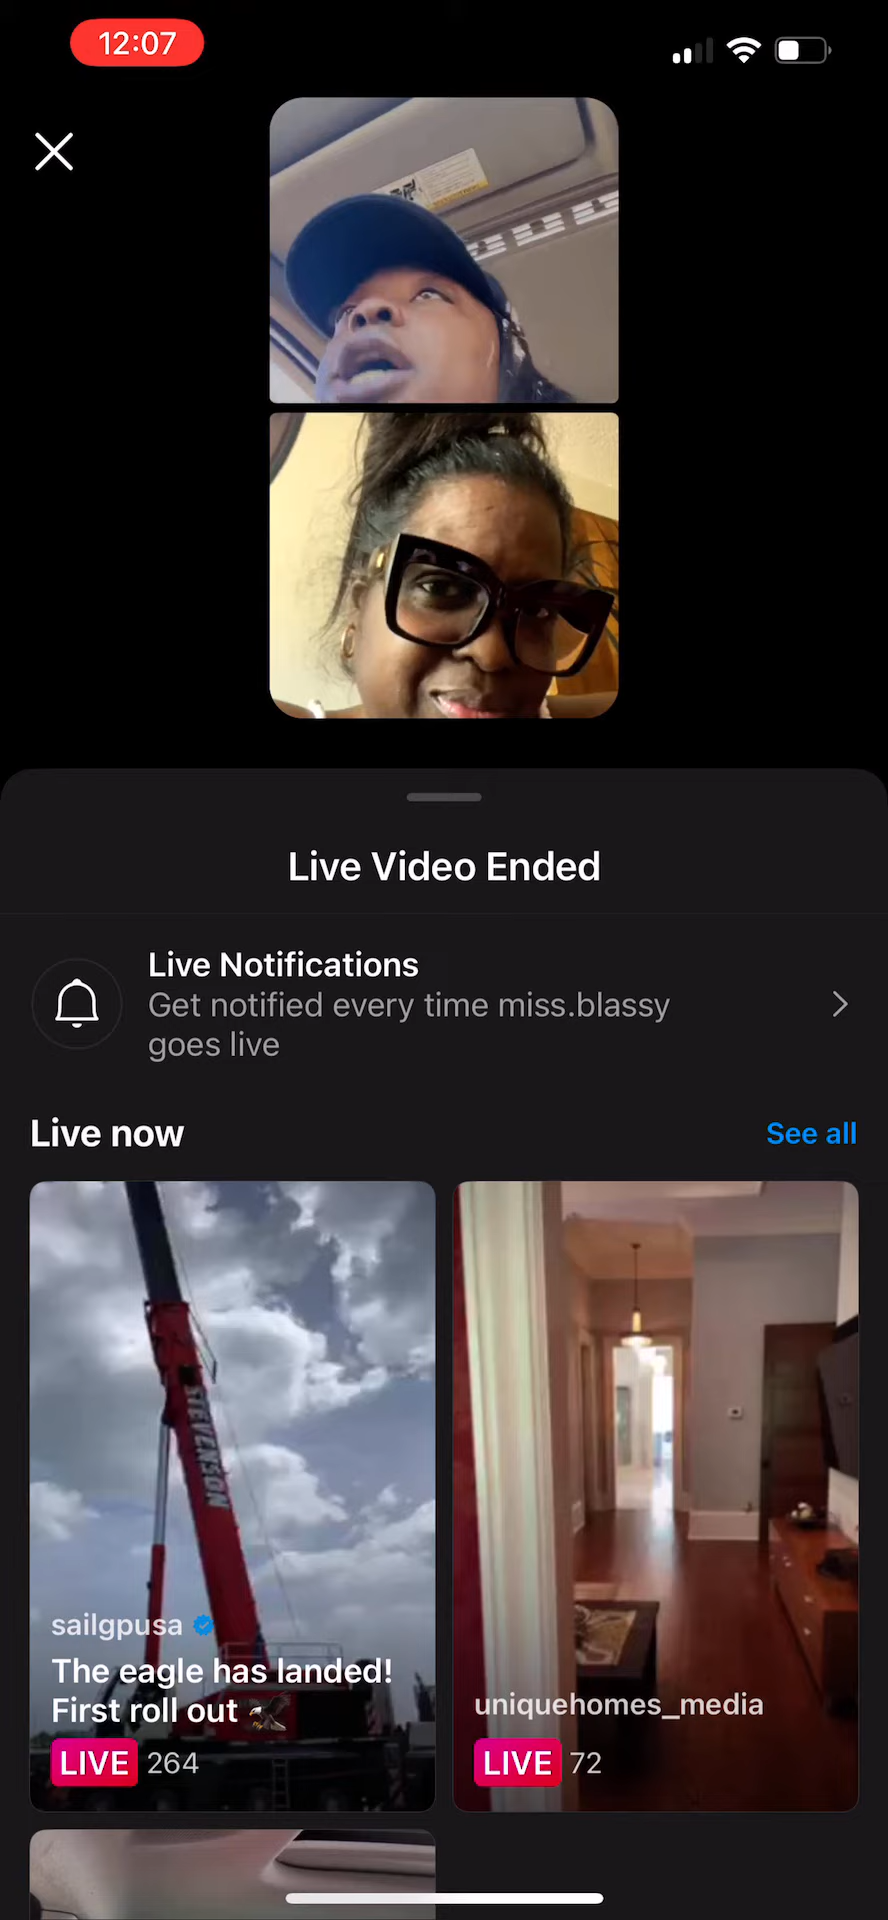 12:07
Live Video Ended
Live Notifications
Get notified every time miss.blassy
goes live
Live now
See all
STEVENSON
sailgpusa
The eagle has landed!
First roll out 🦅
LIVE 264
uniquehomes_media
LIVE 72